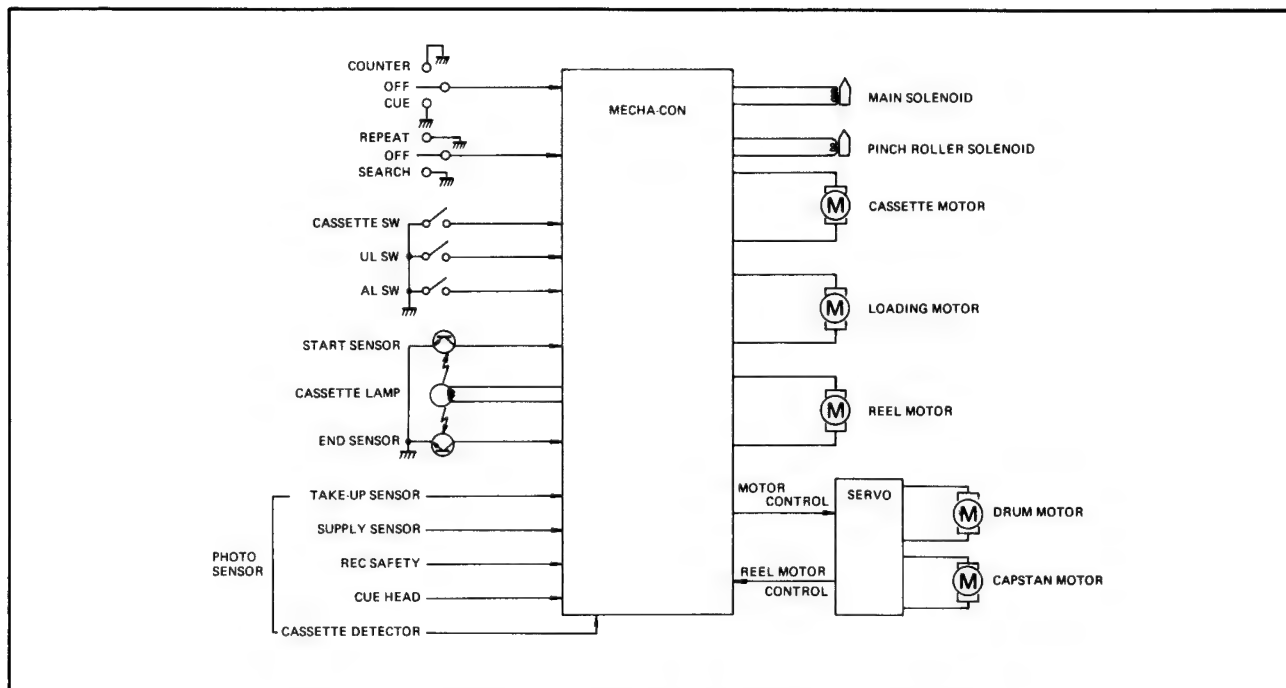 COUNTER
OFF
CUE
REPEAT
OFF
SEARCH
CASSETTE SW
UL SW
AL SW
START SENSOR
CASSETTE LAMP
END SENSOR
PHOTO
SENSOR
TAKE-UP SENSOR
SUPPLY SENSOR
REC SAFETY
CUE HEAD
CASSETTE DETECTOR
MECHA-CON
MAIN SOLENOID
PINCH ROLLER SOLENOID
M
CASSETTE MOTOR
M
LOADING MOTOR
M
REEL MOTOR
MOTOR
CONTROL
REEL MOTOR
CONTROL
SERVO
M
DRUM MOTOR
M
CAPSTAN MOTOR